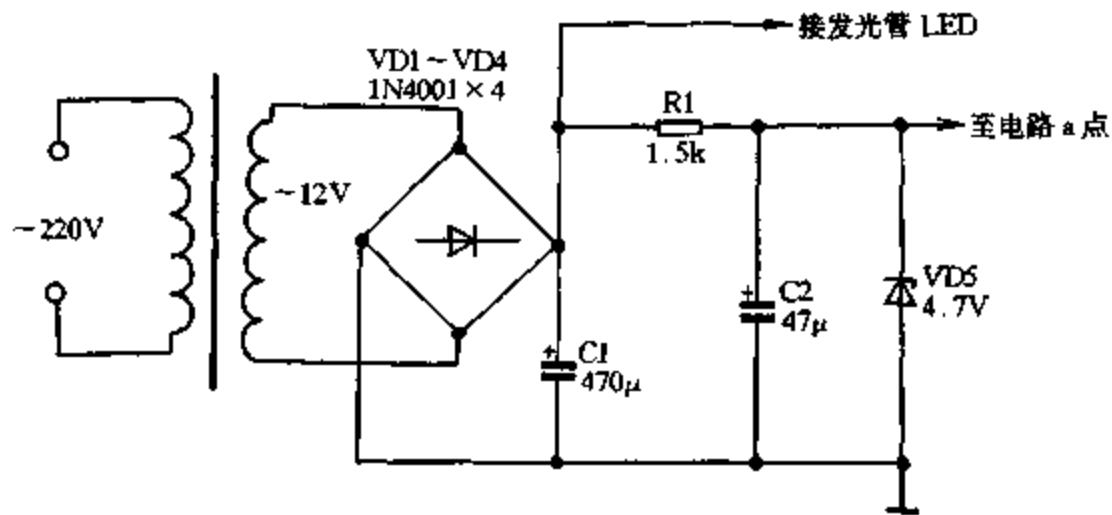 接发光管 LED
VD1～VD4
1N4001×4
R1
1.5k
至电路 a 点
～12V
～220V
C1
470μ
C2
47μ
VD5
4.7V